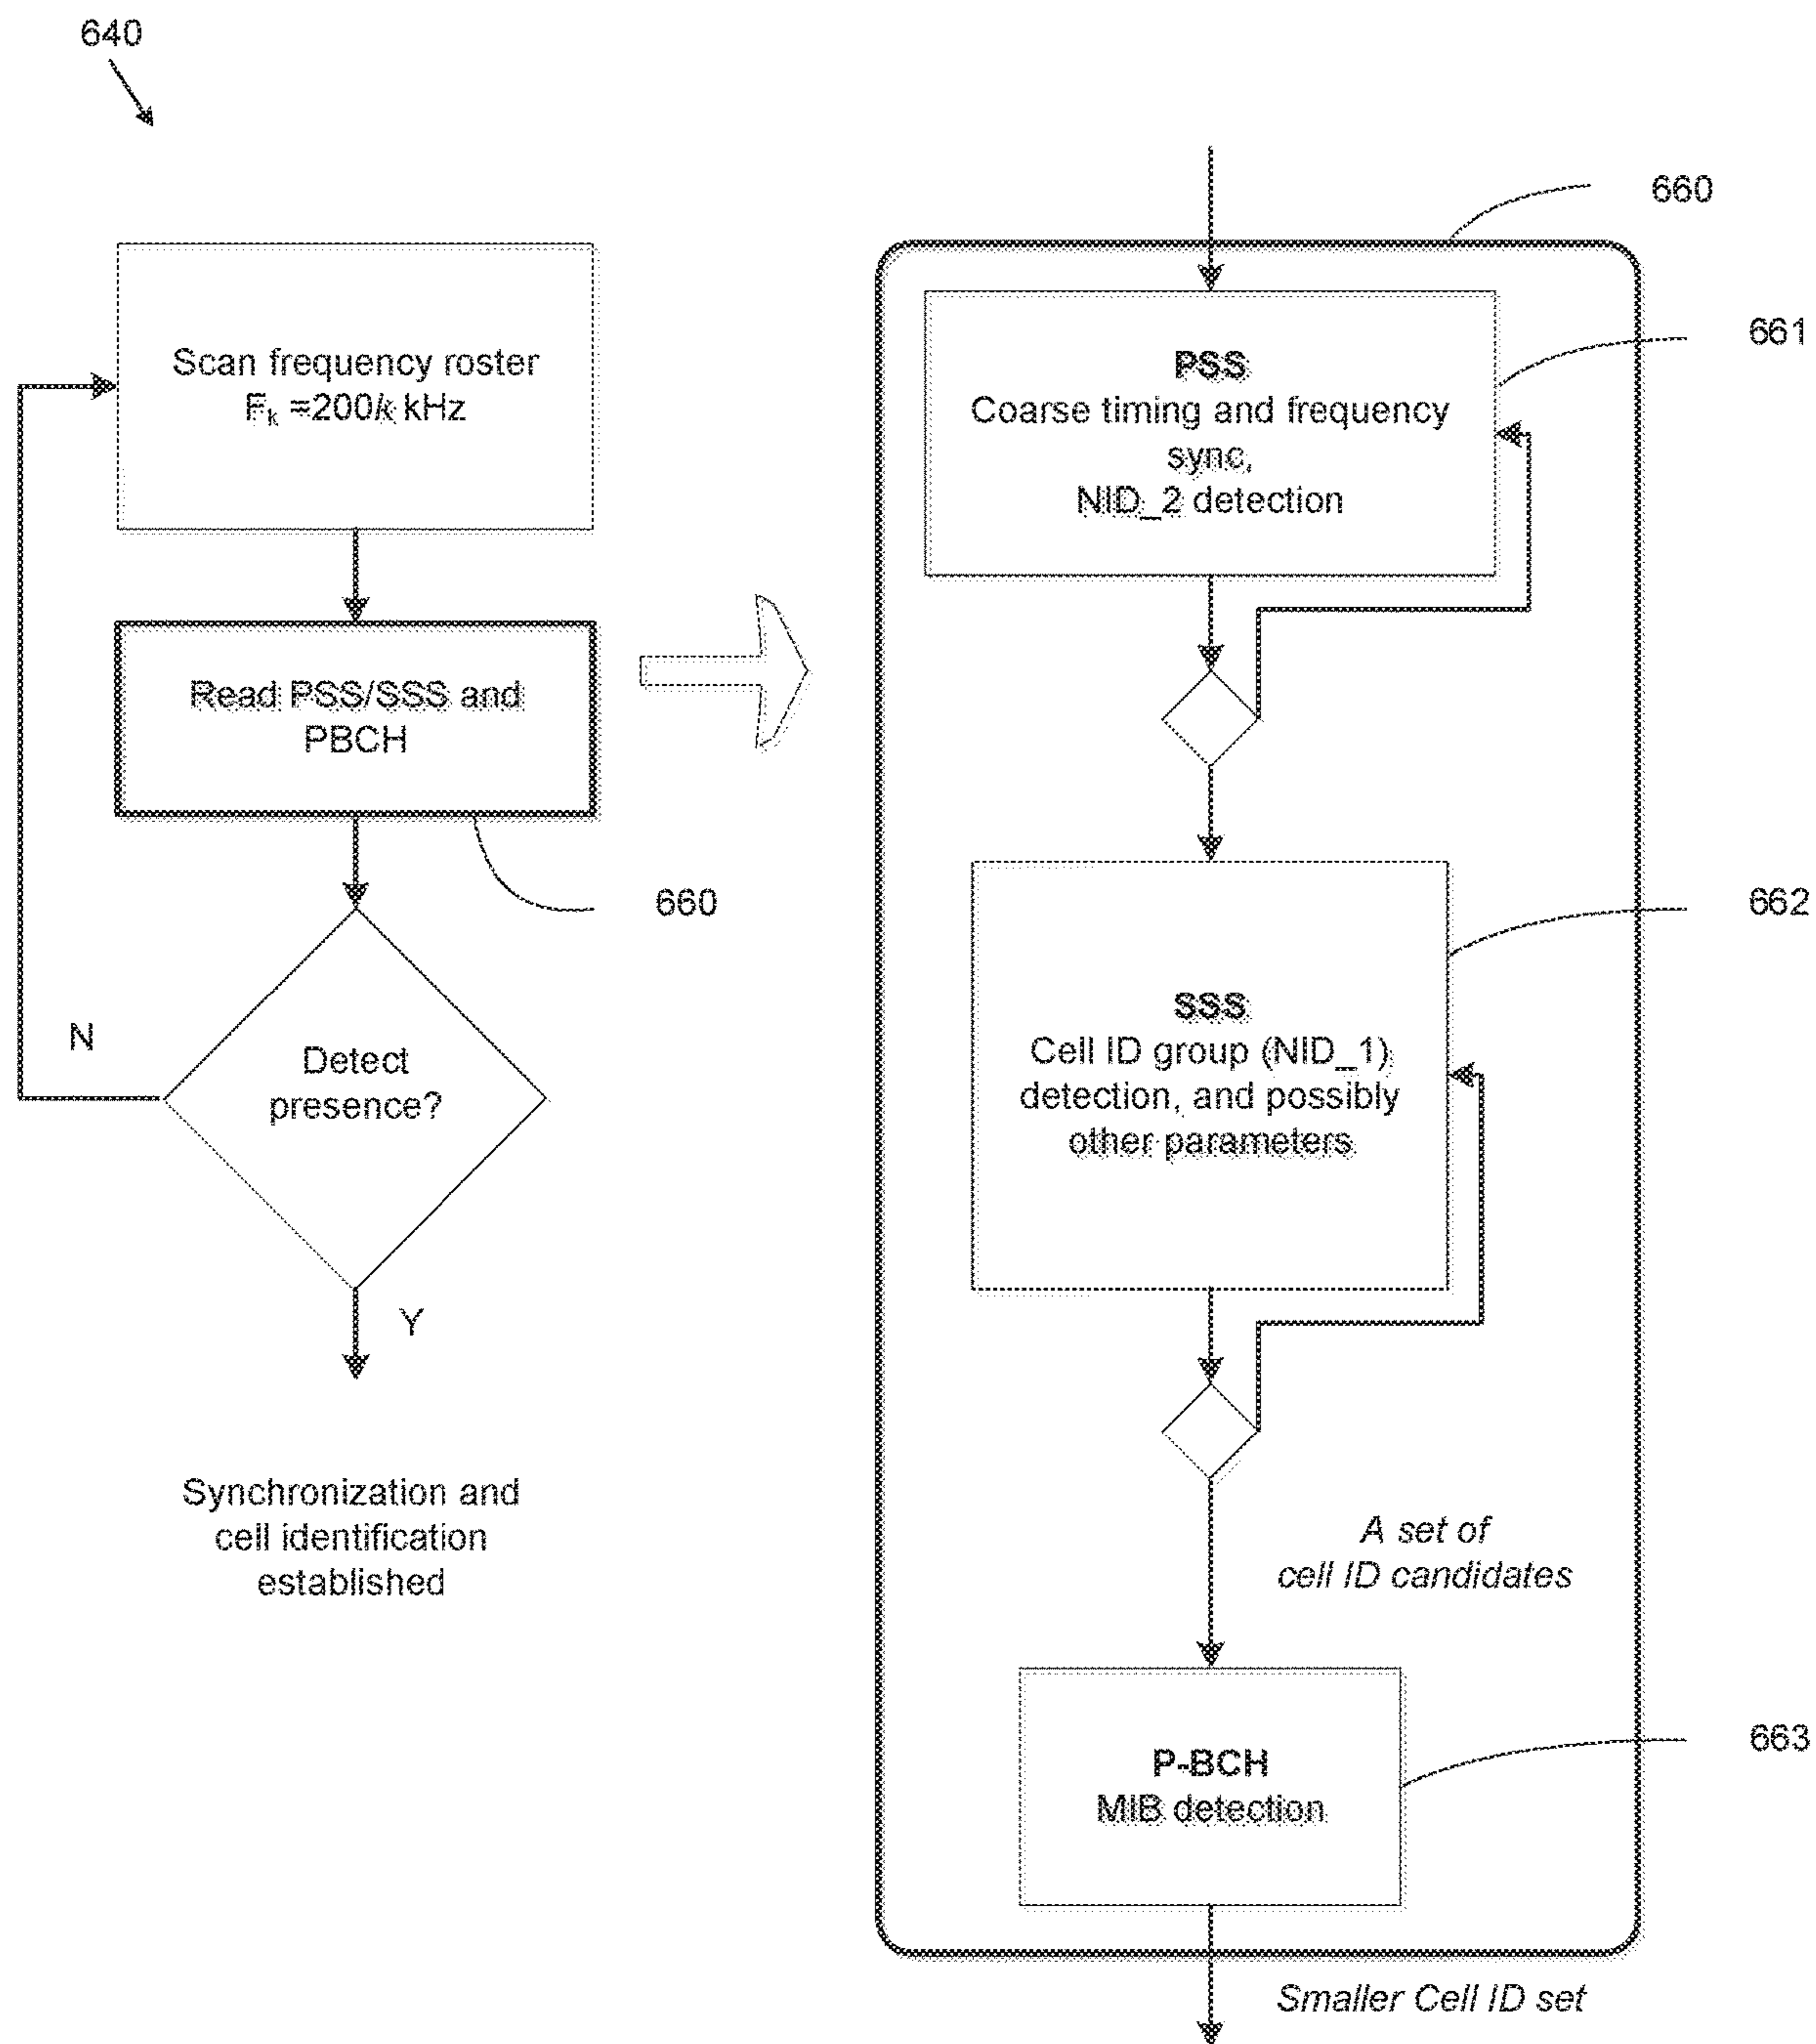 640
Scan frequency roster
Fk =200k kHz
Read PSS/SSS and
PBCH
660
N
Detect
presence?
Y
Synchronization and
cell identification
established
660
PSS
Coarse timing and frequency
sync,
NID_2 detection
661
SSS
Cell ID group (NID_1)
detection, and possibly
other parameters
662
A set of
cell ID candidates
P-BCH
MIB detection
663
Smaller Cell ID set